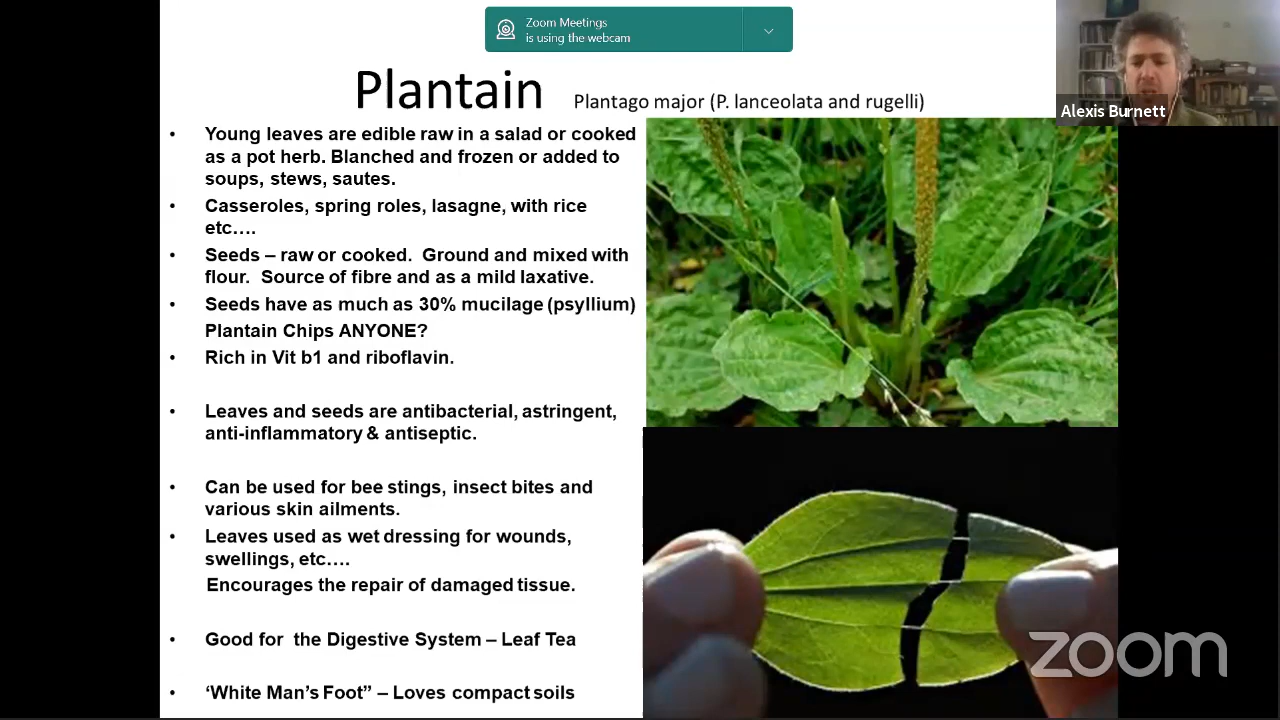 Zoom Meetings
is using the webcam
Plantain
Plantago major (P. lanceolata and rugelli)
Alexis Burnett
• Young leaves are edible raw in a salad or cooked
as a pot herb. Blanched and frozen or added to
soups, stews, sautes.
• Casseroles, spring roles, lasagne, with rice
etc….
• Seeds – raw or cooked. Ground and mixed with
flour. Source of fibre and as a mild laxative.
• Seeds have as much as 30% mucilage (psyllium)
Plantain Chips ANYONE?
• Rich in Vit b1 and riboflavin.
• Leaves and seeds are antibacterial, astringent,
anti-inflammatory & antiseptic.
• Can be used for bee stings, insect bites and
various skin ailments.
• Leaves used as wet dressing for wounds,
swellings, etc….
Encourages the repair of damaged tissue.
• Good for the Digestive System – Leaf Tea
• ‘White Man’s Foot” – Loves compact soils
zoom